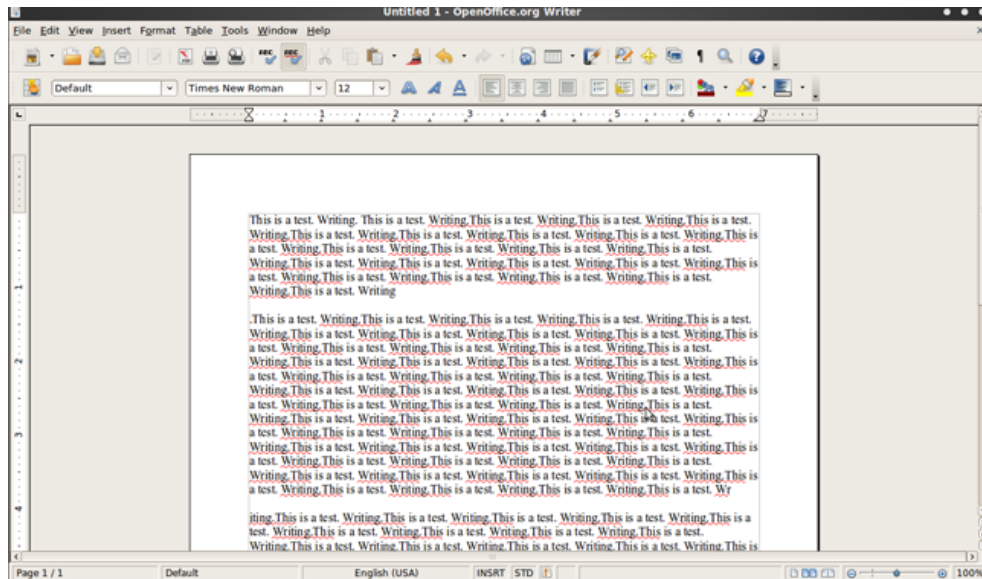 Untitled 1 - OpenOffice.org Writer
File Edit View Insert Format Table Tools Window Help
Default Times New Roman 12
1 2 3 4 5 6 7
This is a test. Writing. This is a test. Writing.This is a test. Writing.This is a test. Writing.This is a test.
Writing.This is a test. Writing.This is a test. Writing.This is a test. Writing.This is a test. Writing.This is
a test. Writing.This is a test. Writing.This is a test. Writing.This is a test. Writing.This is a test.
Writing.This is a test. Writing.This is a test. Writing.This is a test. Writing.This is a test. Writing.This is
a test. Writing.This is a test. Writing.This is a test. Writing.This is a test. Writing.This is a test.
Writing.This is a test. Writing
.This is a test. Writing.This is a test. Writing.This is a test. Writing.This is a test. Writing.This is a test.
Writing.This is a test. Writing.This is a test. Writing.This is a test. Writing.This is a test. Writing.This is
a test. Writing.This is a test. Writing.This is a test. Writing.This is a test. Writing.This is a test.
Writing.This is a test. Writing.This is a test. Writing.This is a test. Writing.This is a test. Writing.This is
a test. Writing.This is a test. Writing.This is a test. Writing.This is a test. Writing.This is a test.
Writing.This is a test. Writing.This is a test. Writing.This is a test. Writing.This is a test. Writing.This is
a test. Writing.This is a test. Writing.This is a test. Writing.This is a test. Writing.This is a test.
Writing.This is a test. Writing.This is a test. Writing.This is a test. Writing.This is a test. Writing.This is
a test. Writing.This is a test. Writing.This is a test. Writing.This is a test. Writing.This is a test.
Writing.This is a test. Writing.This is a test. Writing.This is a test. Writing.This is a test. Writing.This is
a test. Writing.This is a test. Writing.This is a test. Writing.This is a test. Writing.This is a test.
Writing.This is a test. Writing.This is a test. Writing.This is a test. Writing.This is a test. Writing.This is
a test. Writing.This is a test. Writing.This is a test. Writing.This is a test. Writing.This is a test. Wr
iting.This is a test. Writing.This is a test. Writing.This is a test. Writing.This is a test. Writing.This is a
test. Writing.This is a test. Writing.This is a test. Writing.This is a test. Writing.This is a test.
Writing.This is a test. Writing.This is a test. Writing.This is a test. Writing.This is a test. Writing.This is
Page 1 / 1 Default English (USA) INSRT STD 100%